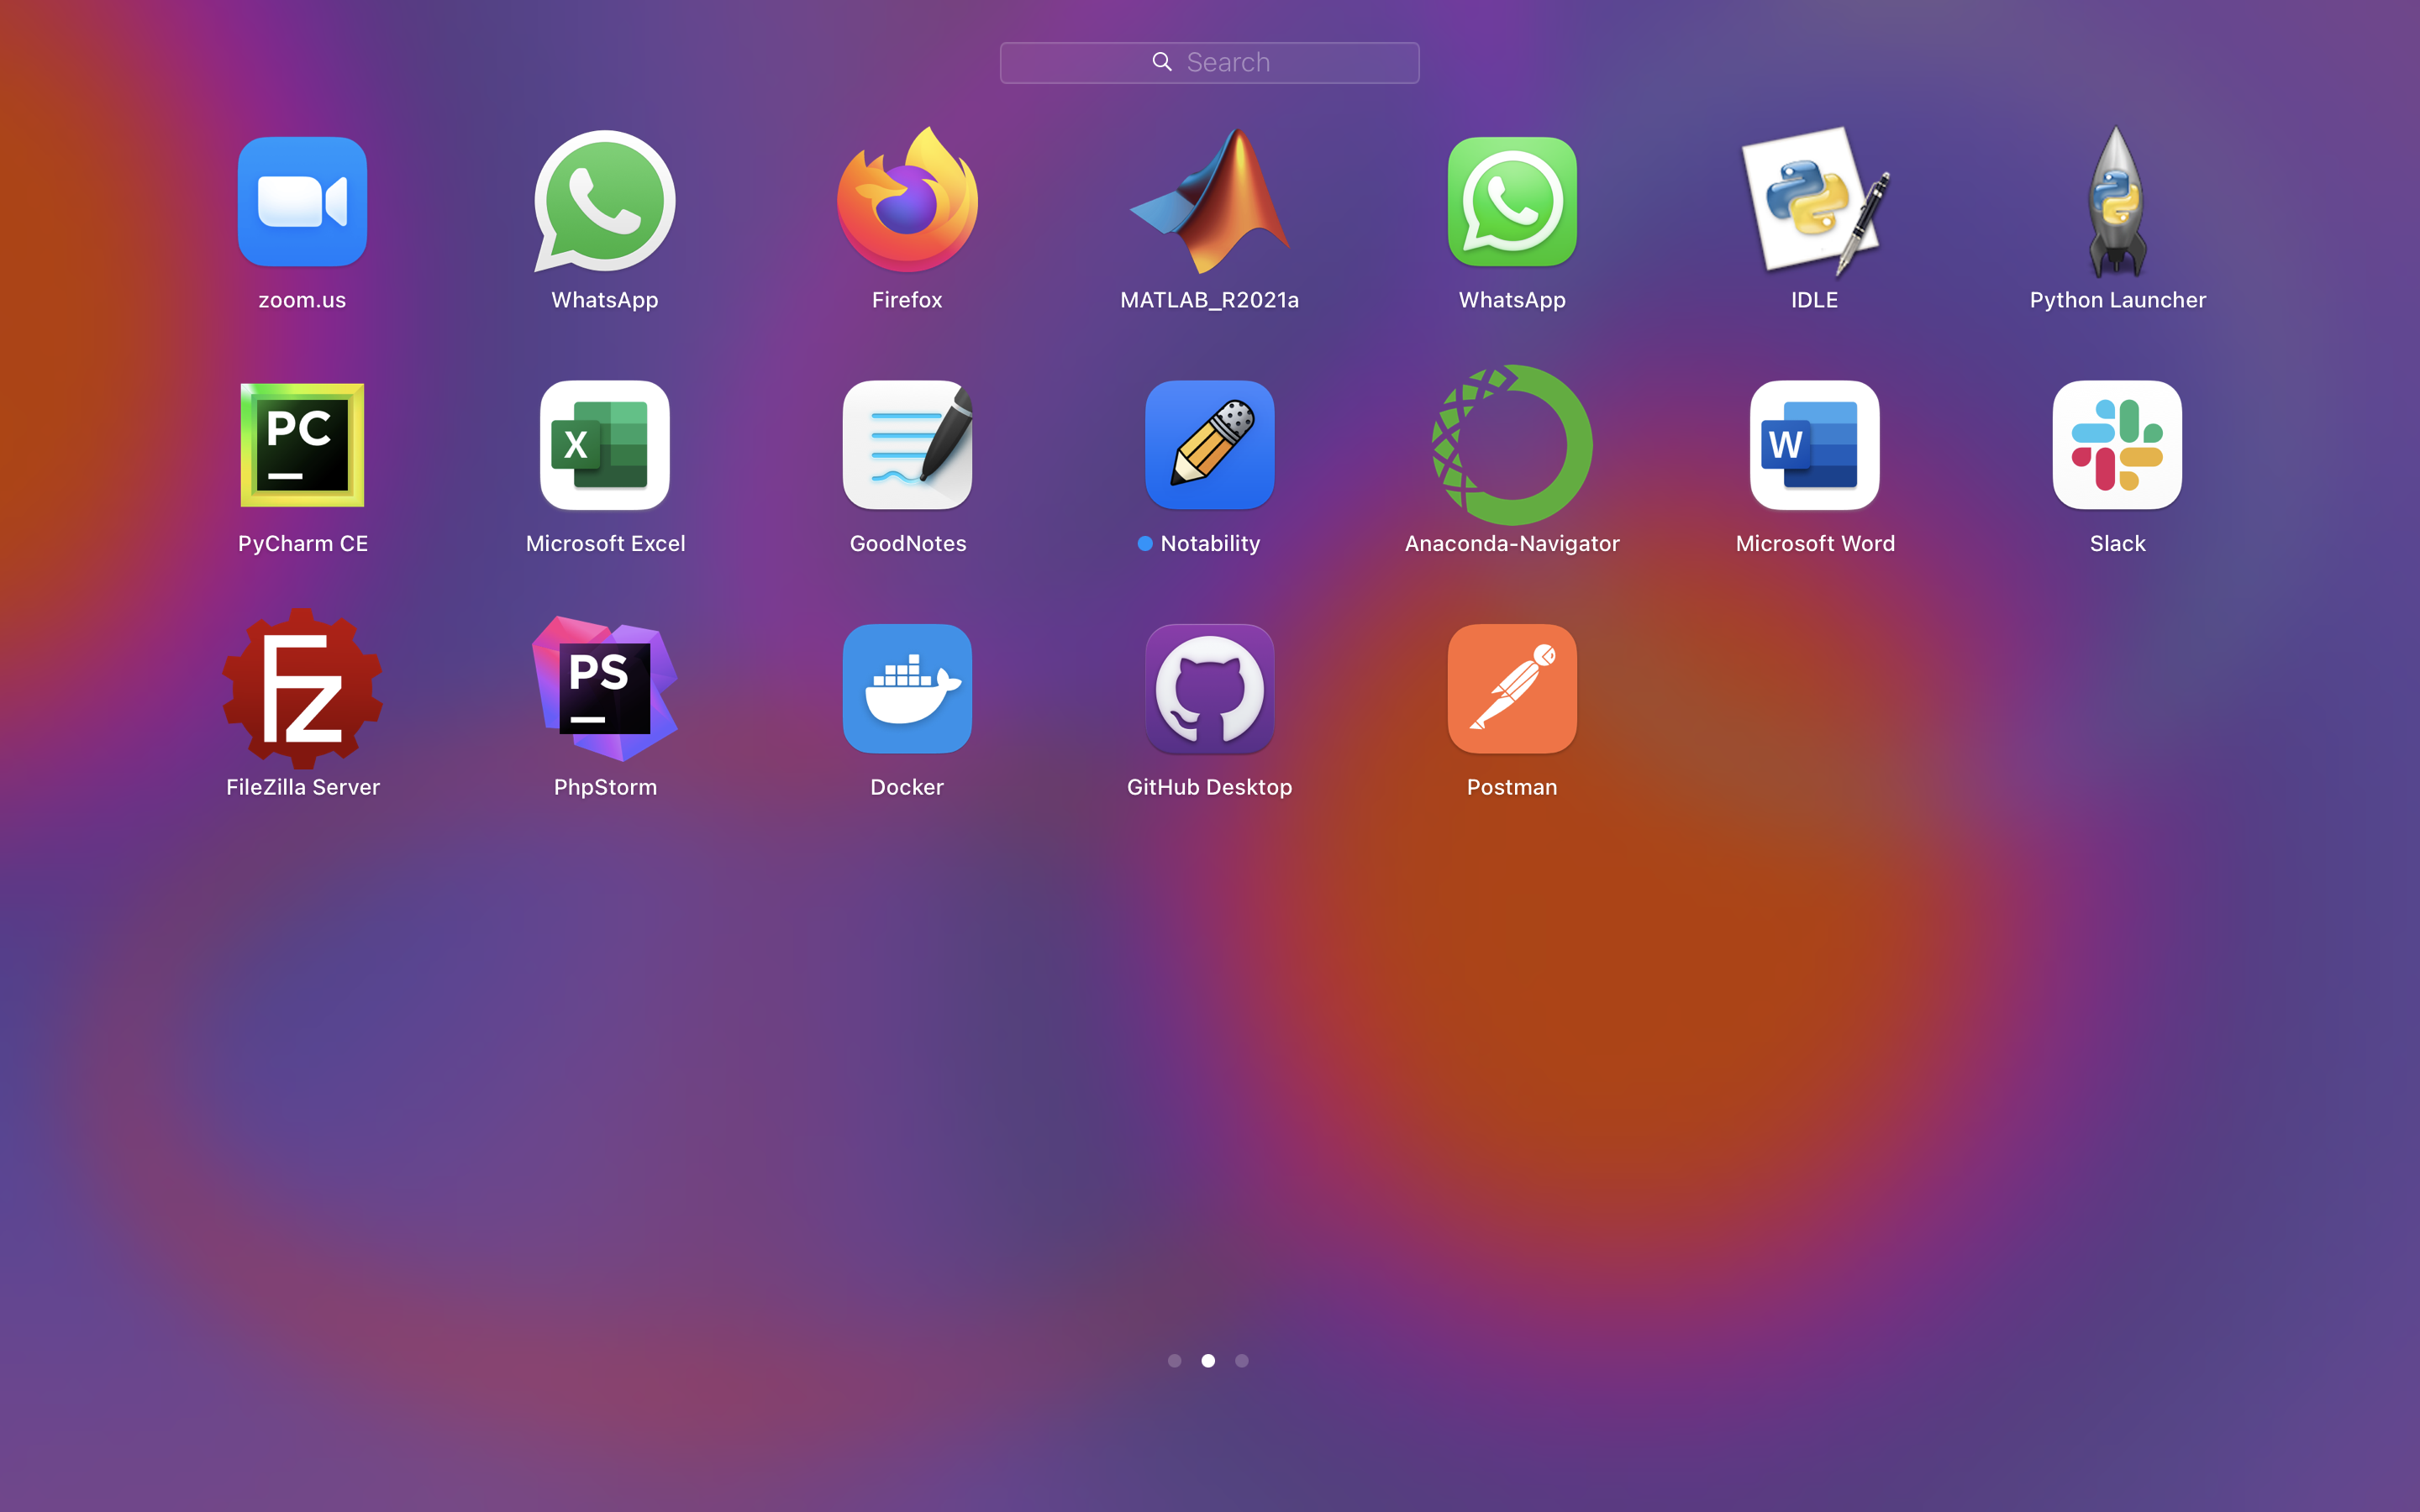 Search
zoom.us
WhatsApp
Firefox
MATLAB_R2021a
WhatsApp
IDLE
Python Launcher
PC
X
W
PyCharm CE
Microsoft Excel
GoodNotes
Notability
Anaconda-Navigator
Microsoft Word
Slack
Fz
PS
FileZilla Server
PhpStorm
Docker
GitHub Desktop
Postman